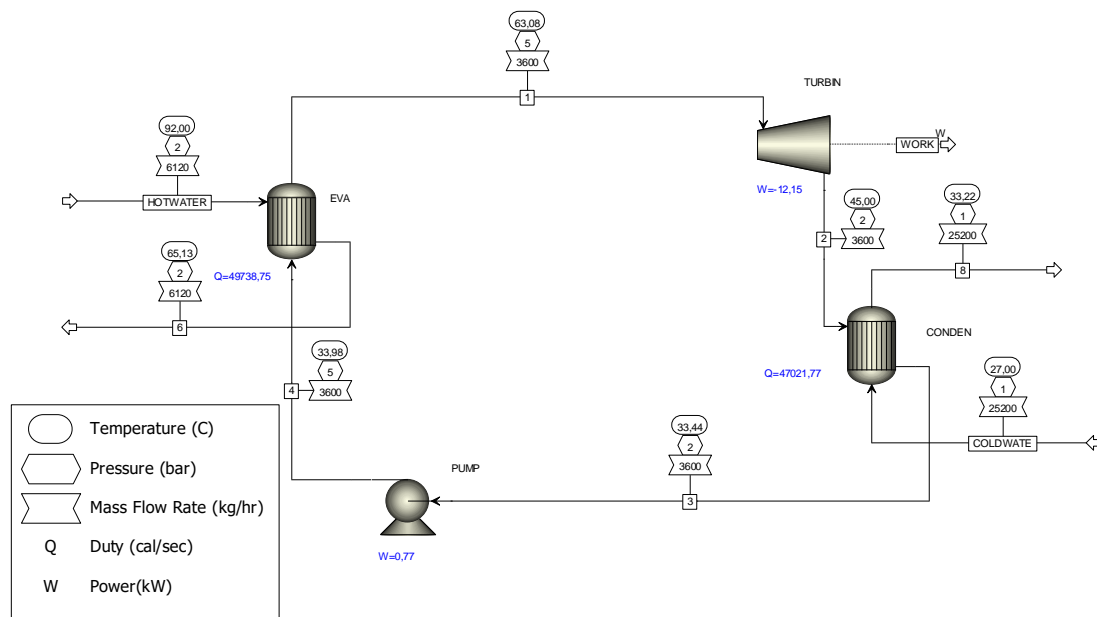 63,08
5
3600
1
TURBIN
W
WORK
W=-12,15
92,00
2
6120
HOTWATER
EVA
45,00
2
3600
2
33,22
1
25200
8
65,13
2
6120
6
Q=49738,75
CONDEN
Q=47021,77
33,98
5
3600
4
27,00
1
25200
COLDWATE
33,44
2
3600
3
PUMP
W=0,77
Temperature (C)
Pressure (bar)
Mass Flow Rate (kg/hr)
Q Duty (cal/sec)
W Power(kW)